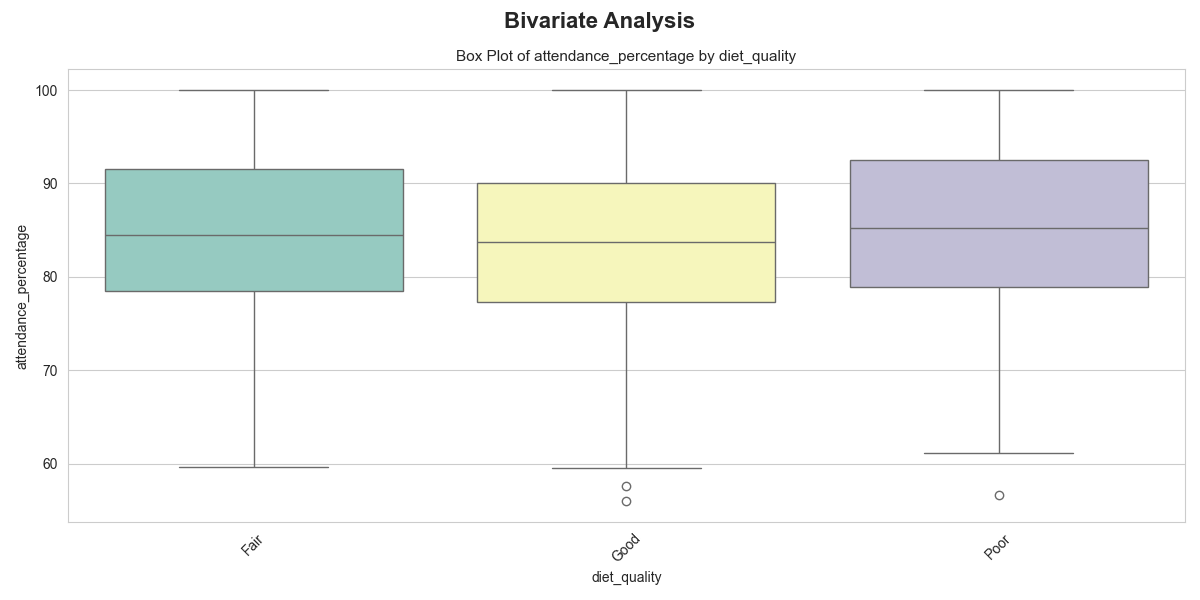 Bivariate Analysis
Box Plot of attendance_percentage by diet_quality
attendance_percentage
100
90
80
70
60
Fair
Good
Poor
diet_quality